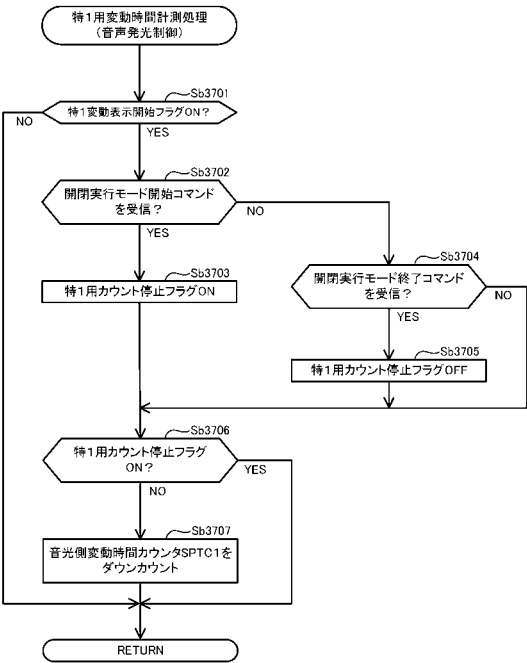 特1用変動時間計測処理
（音声発光制御）
Sb3701
特1変動表示開始フラグON？
NO
YES
Sb3702
開閉実行モード開始コマンド
を受信？
NO
YES
Sb3704
開閉実行モード終了コマンド
を受信？
NO
YES
Sb3703
特1用カウント停止フラグON
Sb3705
特1用カウント停止フラグOFF
Sb3706
特1用カウント停止フラグ
ON？
YES
NO
Sb3707
音光側変動時間カウンタSPTC1を
ダウンカウント
RETURN